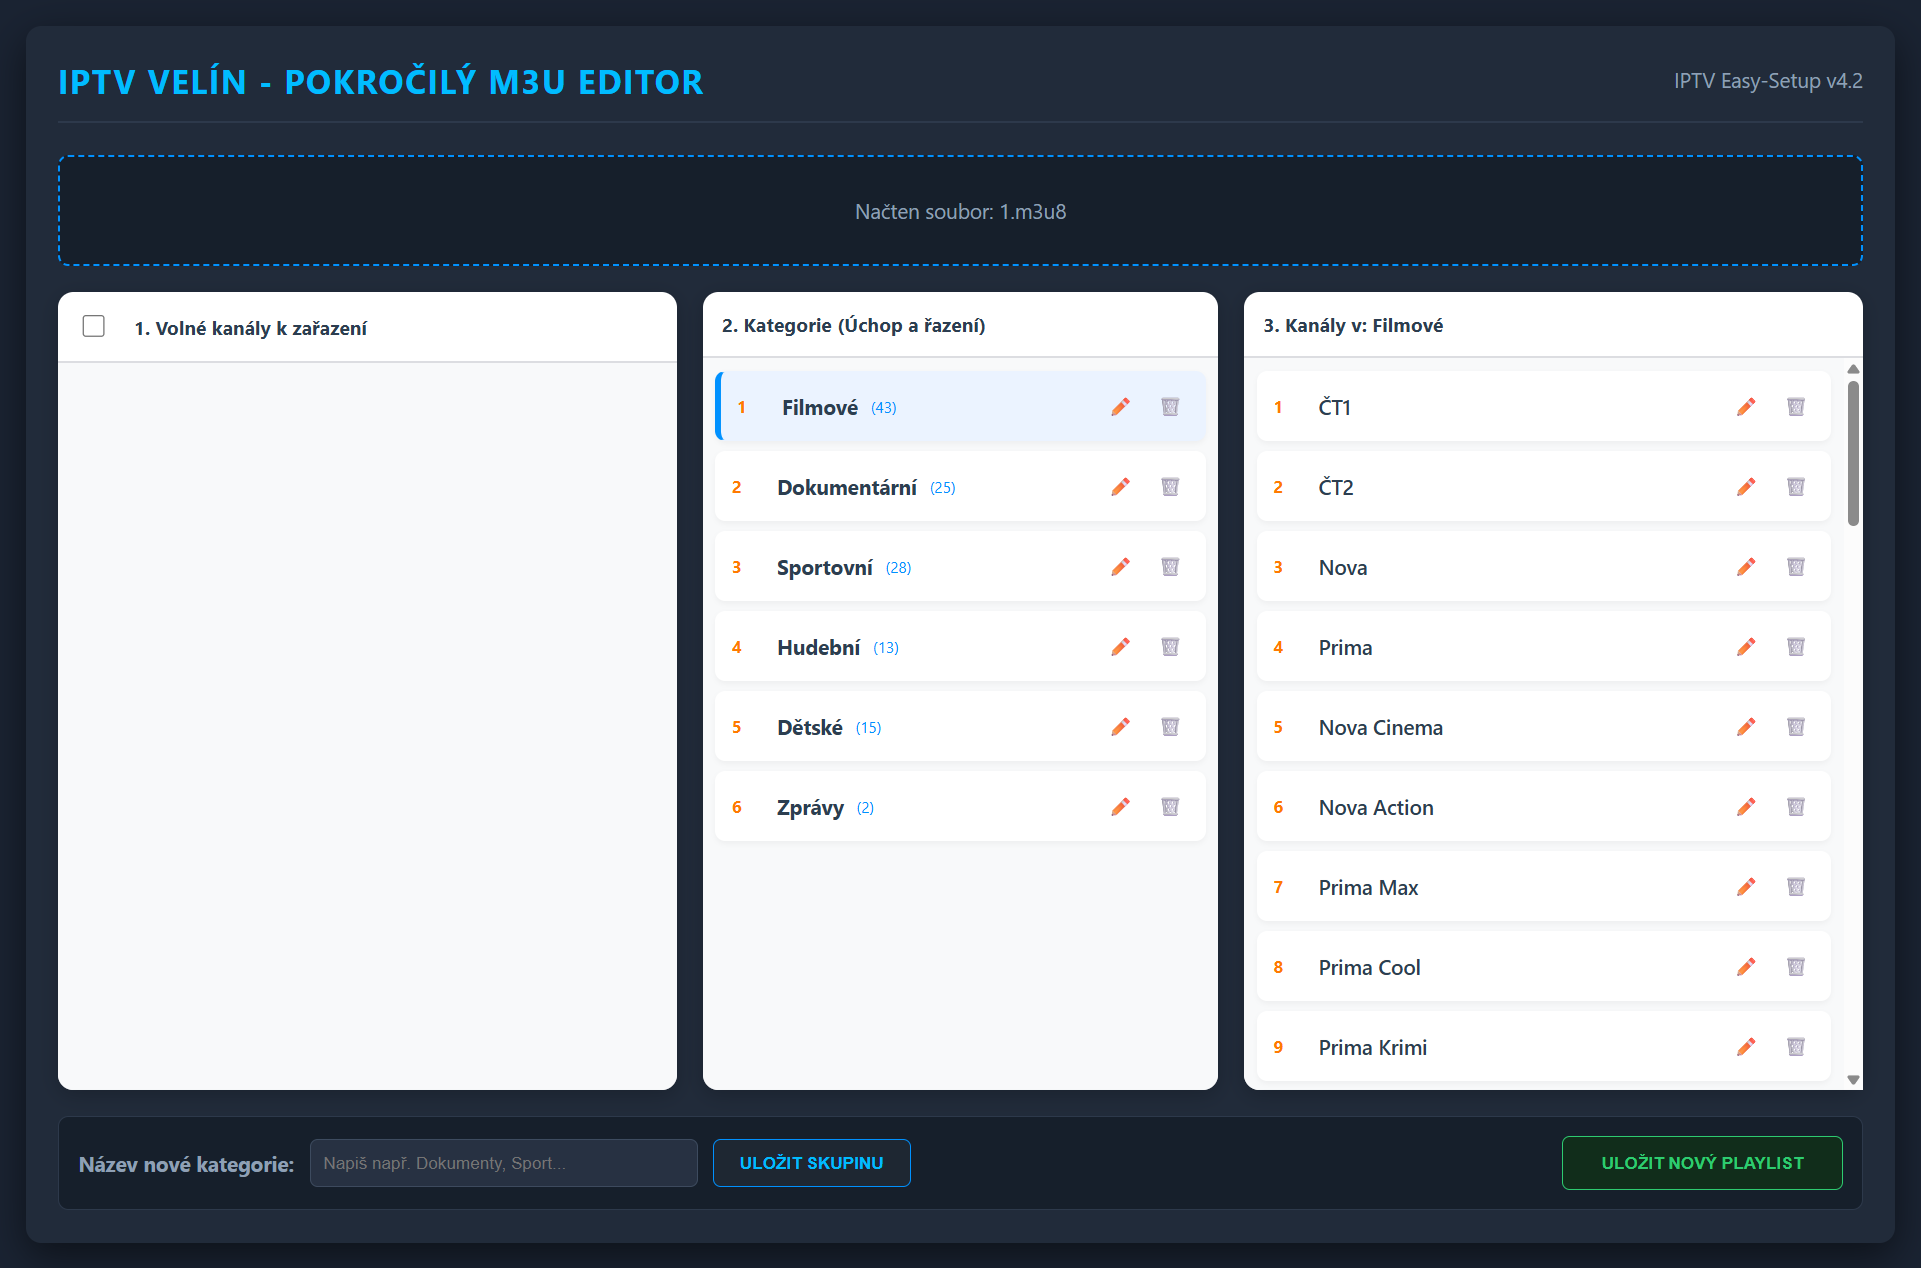 IPTV VELÍN - POKROČILÝ M3U EDITOR
IPTV Easy-Setup v4.2
Načten soubor: 1.m3u8
1. Volné kanály k zařazení
2. Kategorie (Úchop a řazení)
1 Filmové (43)
2 Dokumentární (25)
3 Sportovní (28)
4 Hudební (13)
5 Dětské (15)
6 Zprávy (2)
3. Kanály v: Filmové
1 ČT1
2 ČT2
3 Nova
4 Prima
5 Nova Cinema
6 Nova Action
7 Prima Max
8 Prima Cool
9 Prima Krimi
Název nové kategorie:
Napiš např. Dokumenty, Sport...
ULOŽIT SKUPINU
ULOŽIT NOVÝ PLAYLIST